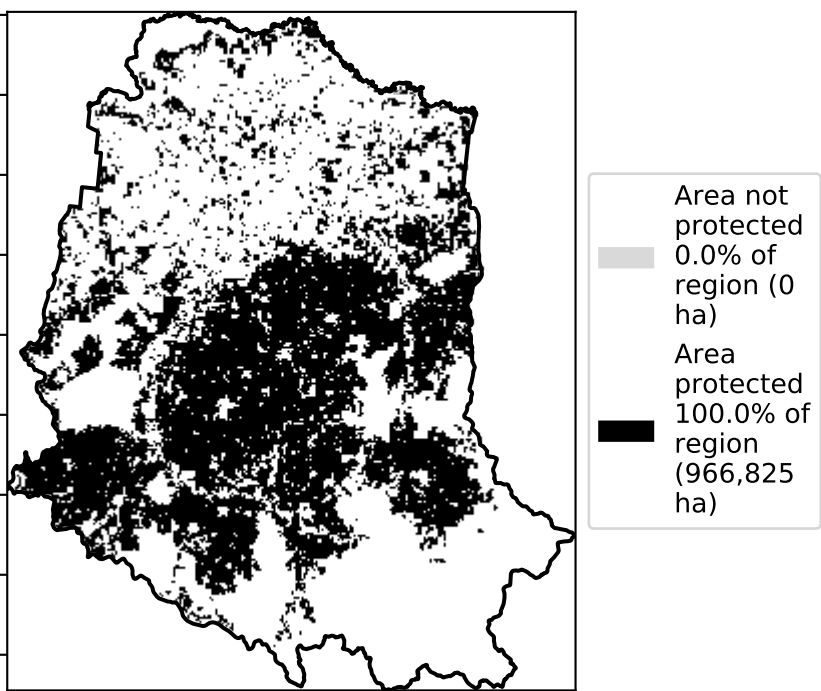 Area not
protected
0.0% of
region (0
ha)
Area
protected
100.0% of
region
(966,825
ha)